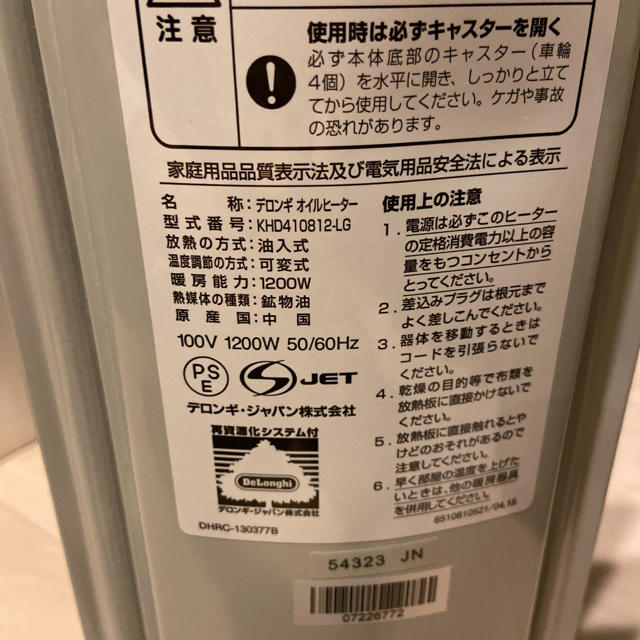 注意
使用時は必ずキャスターを開く
必ず本体底部のキャスター(車輪
4個)を水平に開き、しっかりと立て
てから使用してください。ケガや事故
の恐れがあります。
家庭用品品質表示法及び電気用品安全法による表示
名称:デロンギ オイルヒーター
型式番号:KHD410812-LG
放熱の方式:油入式
温度調節の方式:可変式
暖房能力:1200W
熱媒体の種類:鉱物油
原産国:中国
100V 1200W 50/60Hz
PSE
JET
デロンギ・ジャパン株式会社
再資源化システム付
DeLonghi
デロンギ・ジャパン株式会社
DHRC-130377B
使用上の注意
1. 電源は必ずこのヒーター
の定格消費電力以上の容
量をもつコンセントから
とってください。
2. 差込みプラグは根元まで
よく差しこんでください。
3. 器体を移動するときは
コードを引張らないで
ください。
4. 乾燥の目的等で布類を
放熱板に直接かけないで
ください。
5. 放熱板に直接触れるとや
けどのおそれがあるので
注意してください。
6. 早く部屋の温度を上げた
いときは、他の暖房器具
を併用してください。
6510610521/04.15
54323 JN
07226772